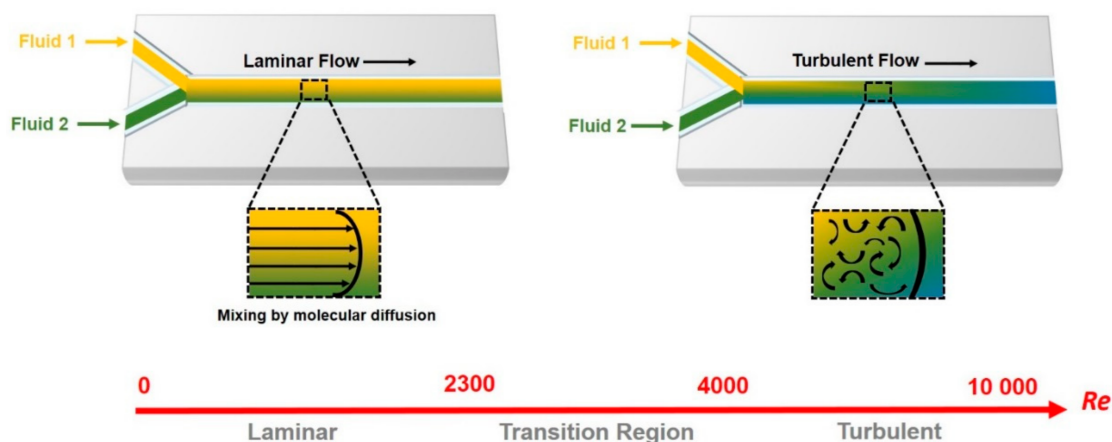 Fluid 1
Laminar Flow
Fluid 2
Mixing by molecular diffusion
Fluid 1
Turbulent Flow
Fluid 2
0 2300 4000 10 000 Re
Laminar Transition Region Turbulent